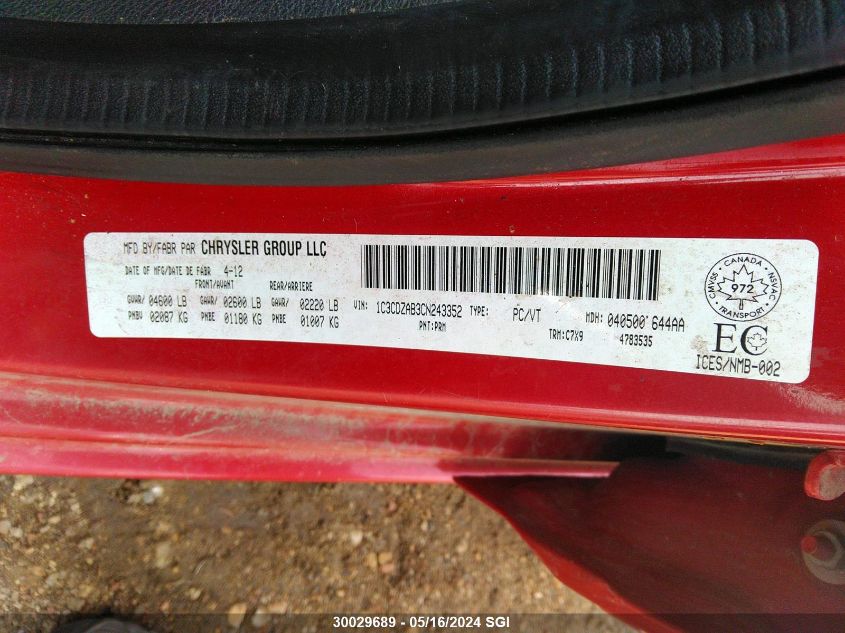 MFD BY/FABR PAR CHRYSLER GROUP LLC
DATE OF MFG/DATE DE FABR 4-12
FRONT/AVANT REAR/ARRIERE
GVWR/ 04600 LB GAWR/ 02600 LB GAWR/ 02220 LB
PNBV 02087 KG PNBE 01180 KG PNBE 01007 KG
VIN: 1C3CDZAB3CN243352 TYPE: PC/VT MDH: 040500 644AA
PNT:PRM TRM:C7X9 4783535
CMVSS CANADA NSVAC
972
TRANSPORT
EC
ICES/NMB-002
30029689 - 05/16/2024 SGI